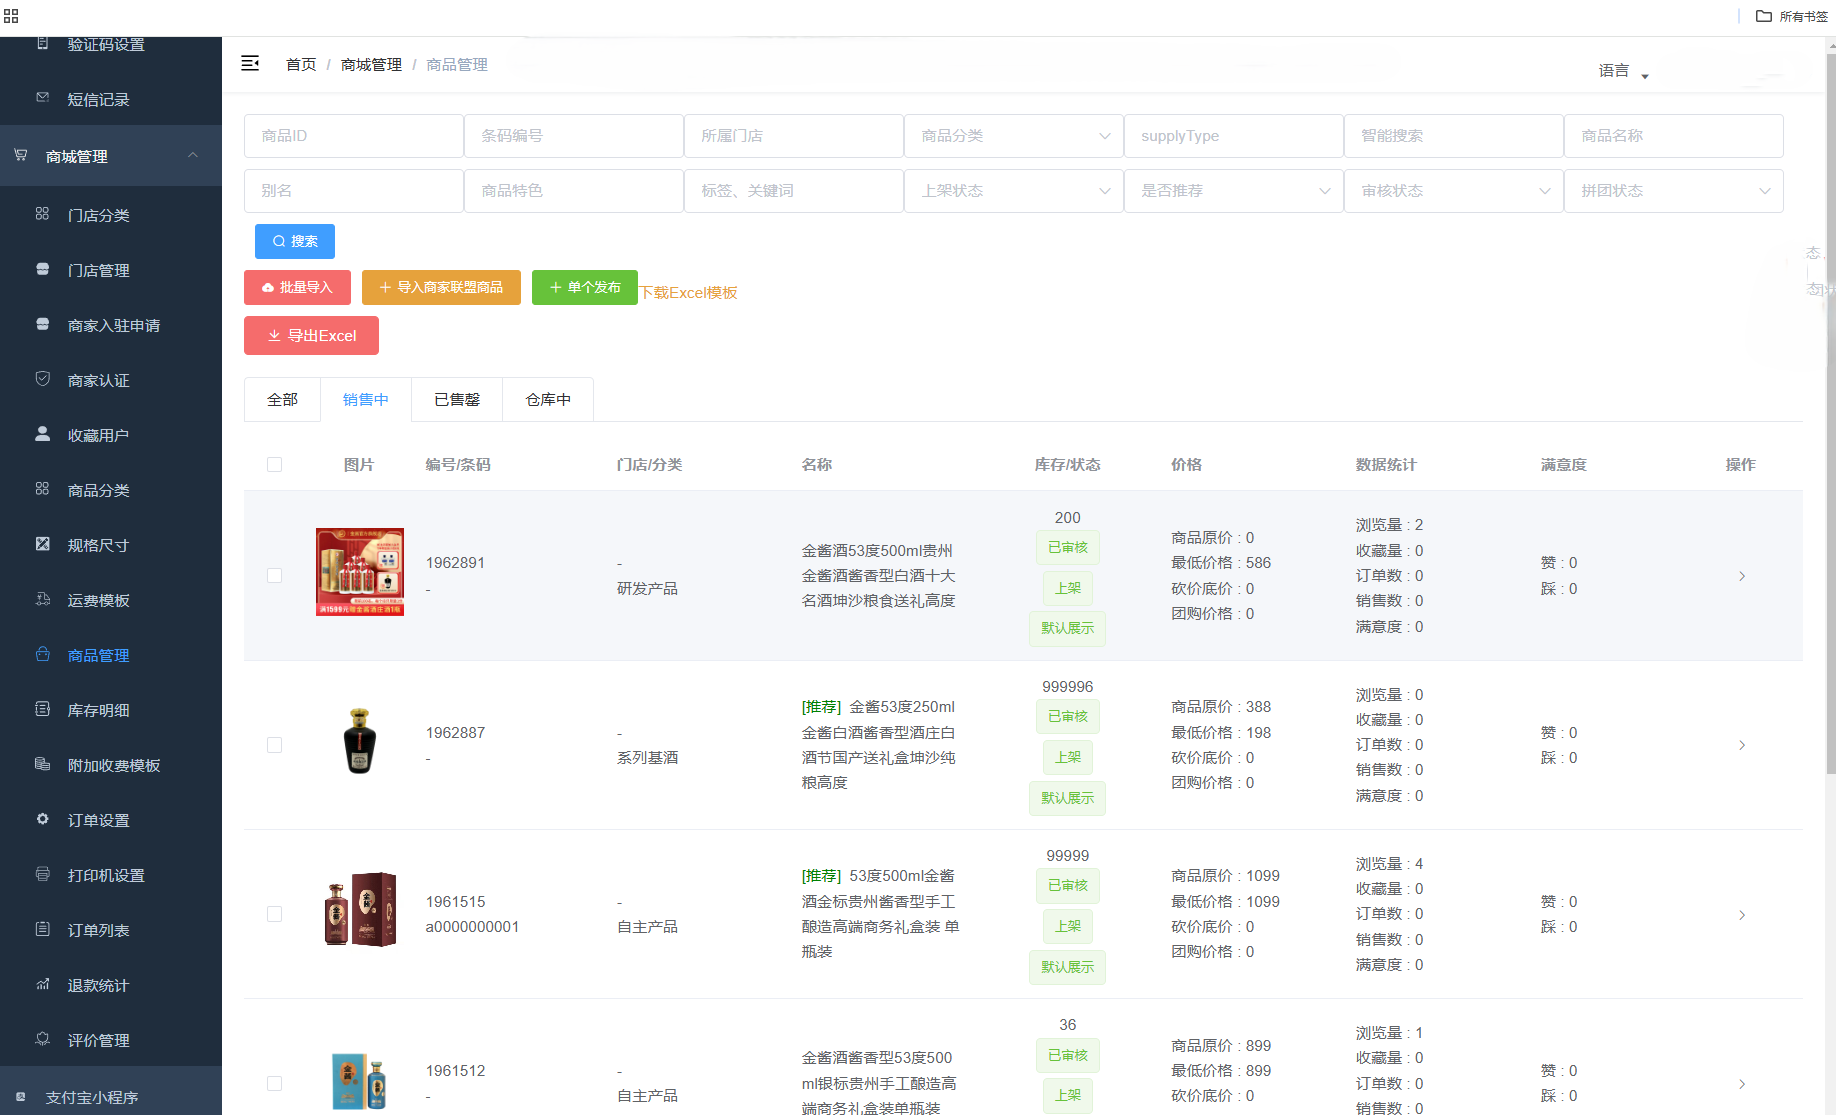 所有书签
验证码设置
短信记录
商城管理
门店分类
门店管理
商家入驻申请
商家认证
收藏用户
商品分类
规格尺寸
运费模板
商品管理
库存明细
附加收费模板
订单设置
打印机设置
订单列表
退款统计
评价管理
支付宝小程序
首页 / 商城管理 / 商品管理
语言
商品ID 条码编号 所属门店 商品分类 supplyType 智能搜索 商品名称
别名 商品特色 标签、关键词 上架状态 是否推荐 审核状态 拼团状态
搜索
批量导入 导入商家联盟商品 单个发布 下载Excel模板
导出Excel
全部 销售中 已售罄 仓库中
图片 编号/条码 门店/分类 名称 库存/状态 价格 数据统计 满意度 操作
满1599元
1962891
-
-
研发产品
金酱酒53度500ml贵州
金酱酒酱香型白酒十大
名酒坤沙粮食送礼高度
200
已审核
上架
默认展示
商品原价 : 0
最低价格 : 586
砍价底价 : 0
团购价格 : 0
浏览量 : 2
收藏量 : 0
订单数 : 0
销售数 : 0
满意度 : 0
赞 : 0
踩 : 0
1962887
-
-
系列基酒
[推荐] 金酱53度250ml
金酱白酒酱香型酒庄白
酒节国产送礼盒坤沙纯
粮高度
999996
已审核
上架
默认展示
商品原价 : 388
最低价格 : 198
砍价底价 : 0
团购价格 : 0
浏览量 : 0
收藏量 : 0
订单数 : 0
销售数 : 0
满意度 : 0
赞 : 0
踩 : 0
金酱
1961515
a0000000001
-
自主产品
[推荐] 53度500ml金酱
酒金标贵州酱香型手工
酿造高端商务礼盒装 单
瓶装
99999
已审核
上架
默认展示
商品原价 : 1099
最低价格 : 1099
砍价底价 : 0
团购价格 : 0
浏览量 : 4
收藏量 : 0
订单数 : 0
销售数 : 0
满意度 : 0
赞 : 0
踩 : 0
金酱
1961512
-
-
自主产品
金酱酒酱香型53度500
ml银标贵州手工酿造高
端商务礼盒装单瓶装
36
已审核
上架
商品原价 : 899
最低价格 : 899
砍价底价 : 0
浏览量 : 1
收藏量 : 0
订单数 : 0
销售数 : 0
赞 : 0
踩 : 0